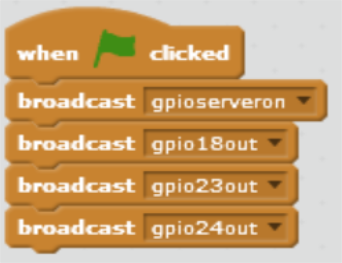 when clicked
broadcast gpioserveron
broadcast gpio18out
broadcast gpio23out
broadcast gpio24out